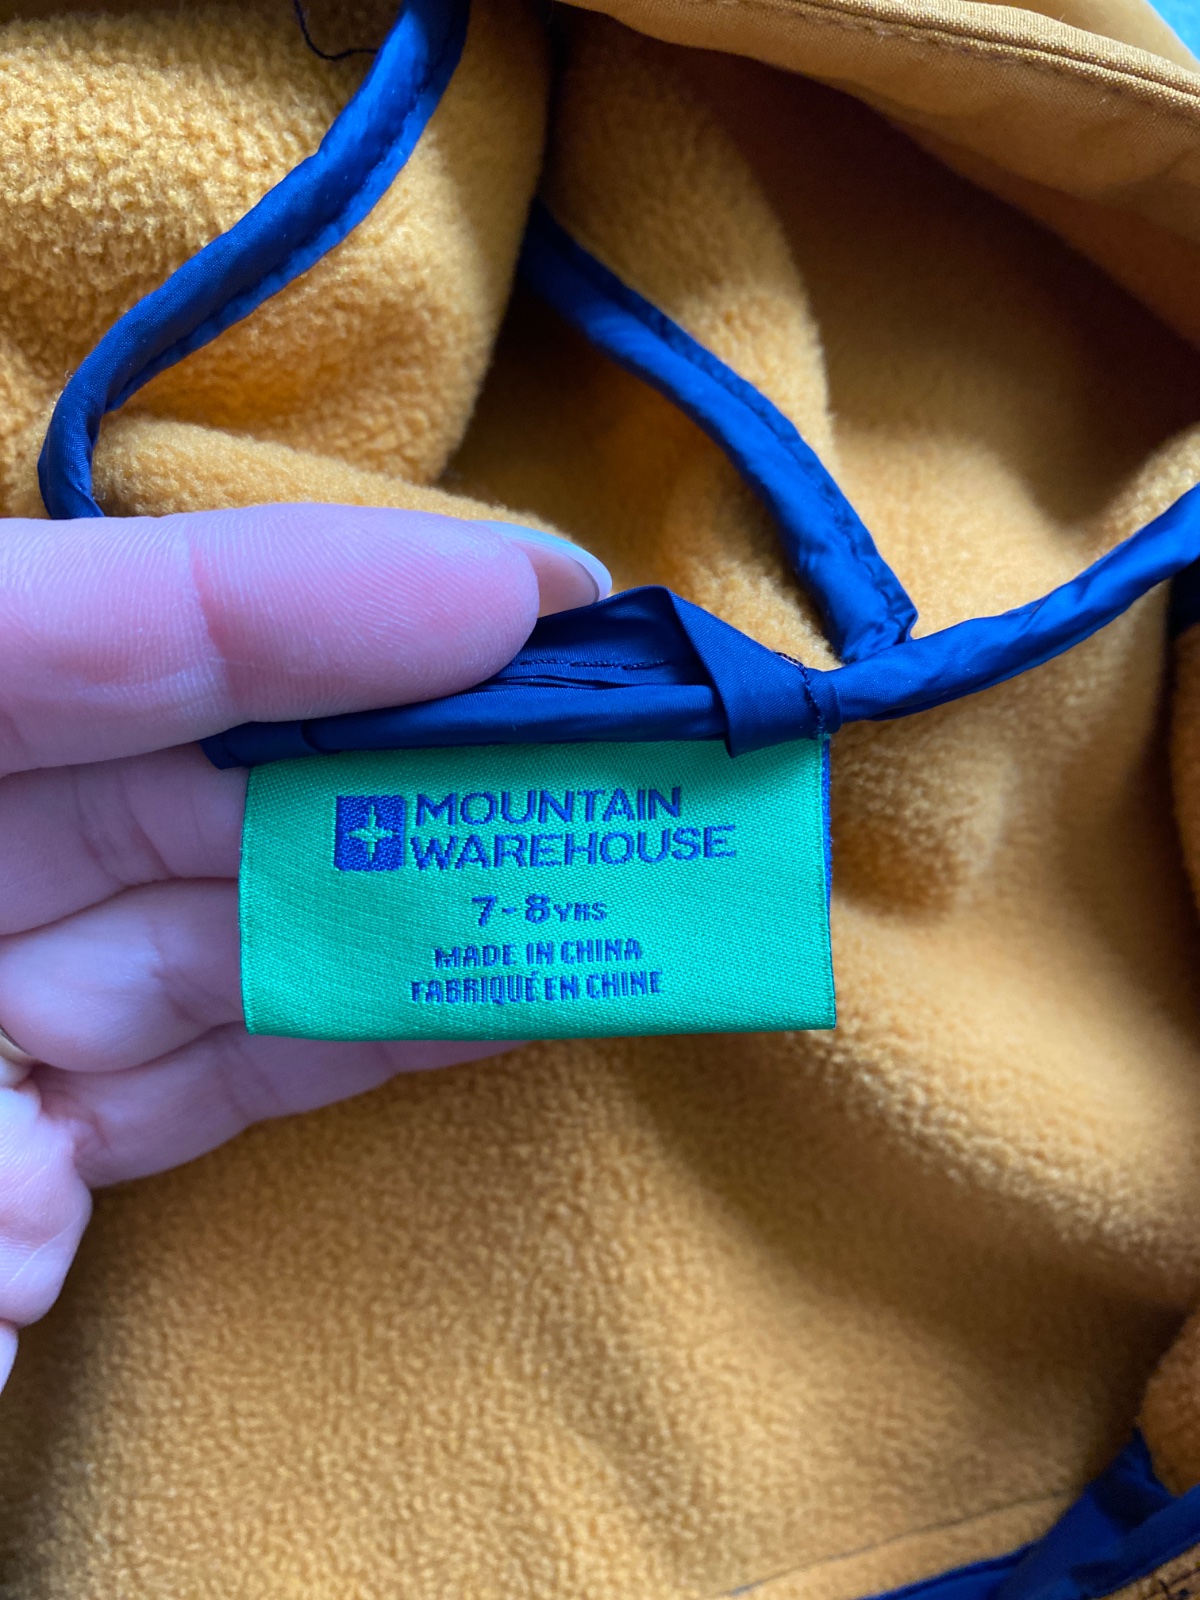 MOUNTAIN
WAREHOUSE
7-8YRS
MADE IN CHINA
FABRIQUÉ EN CHINE